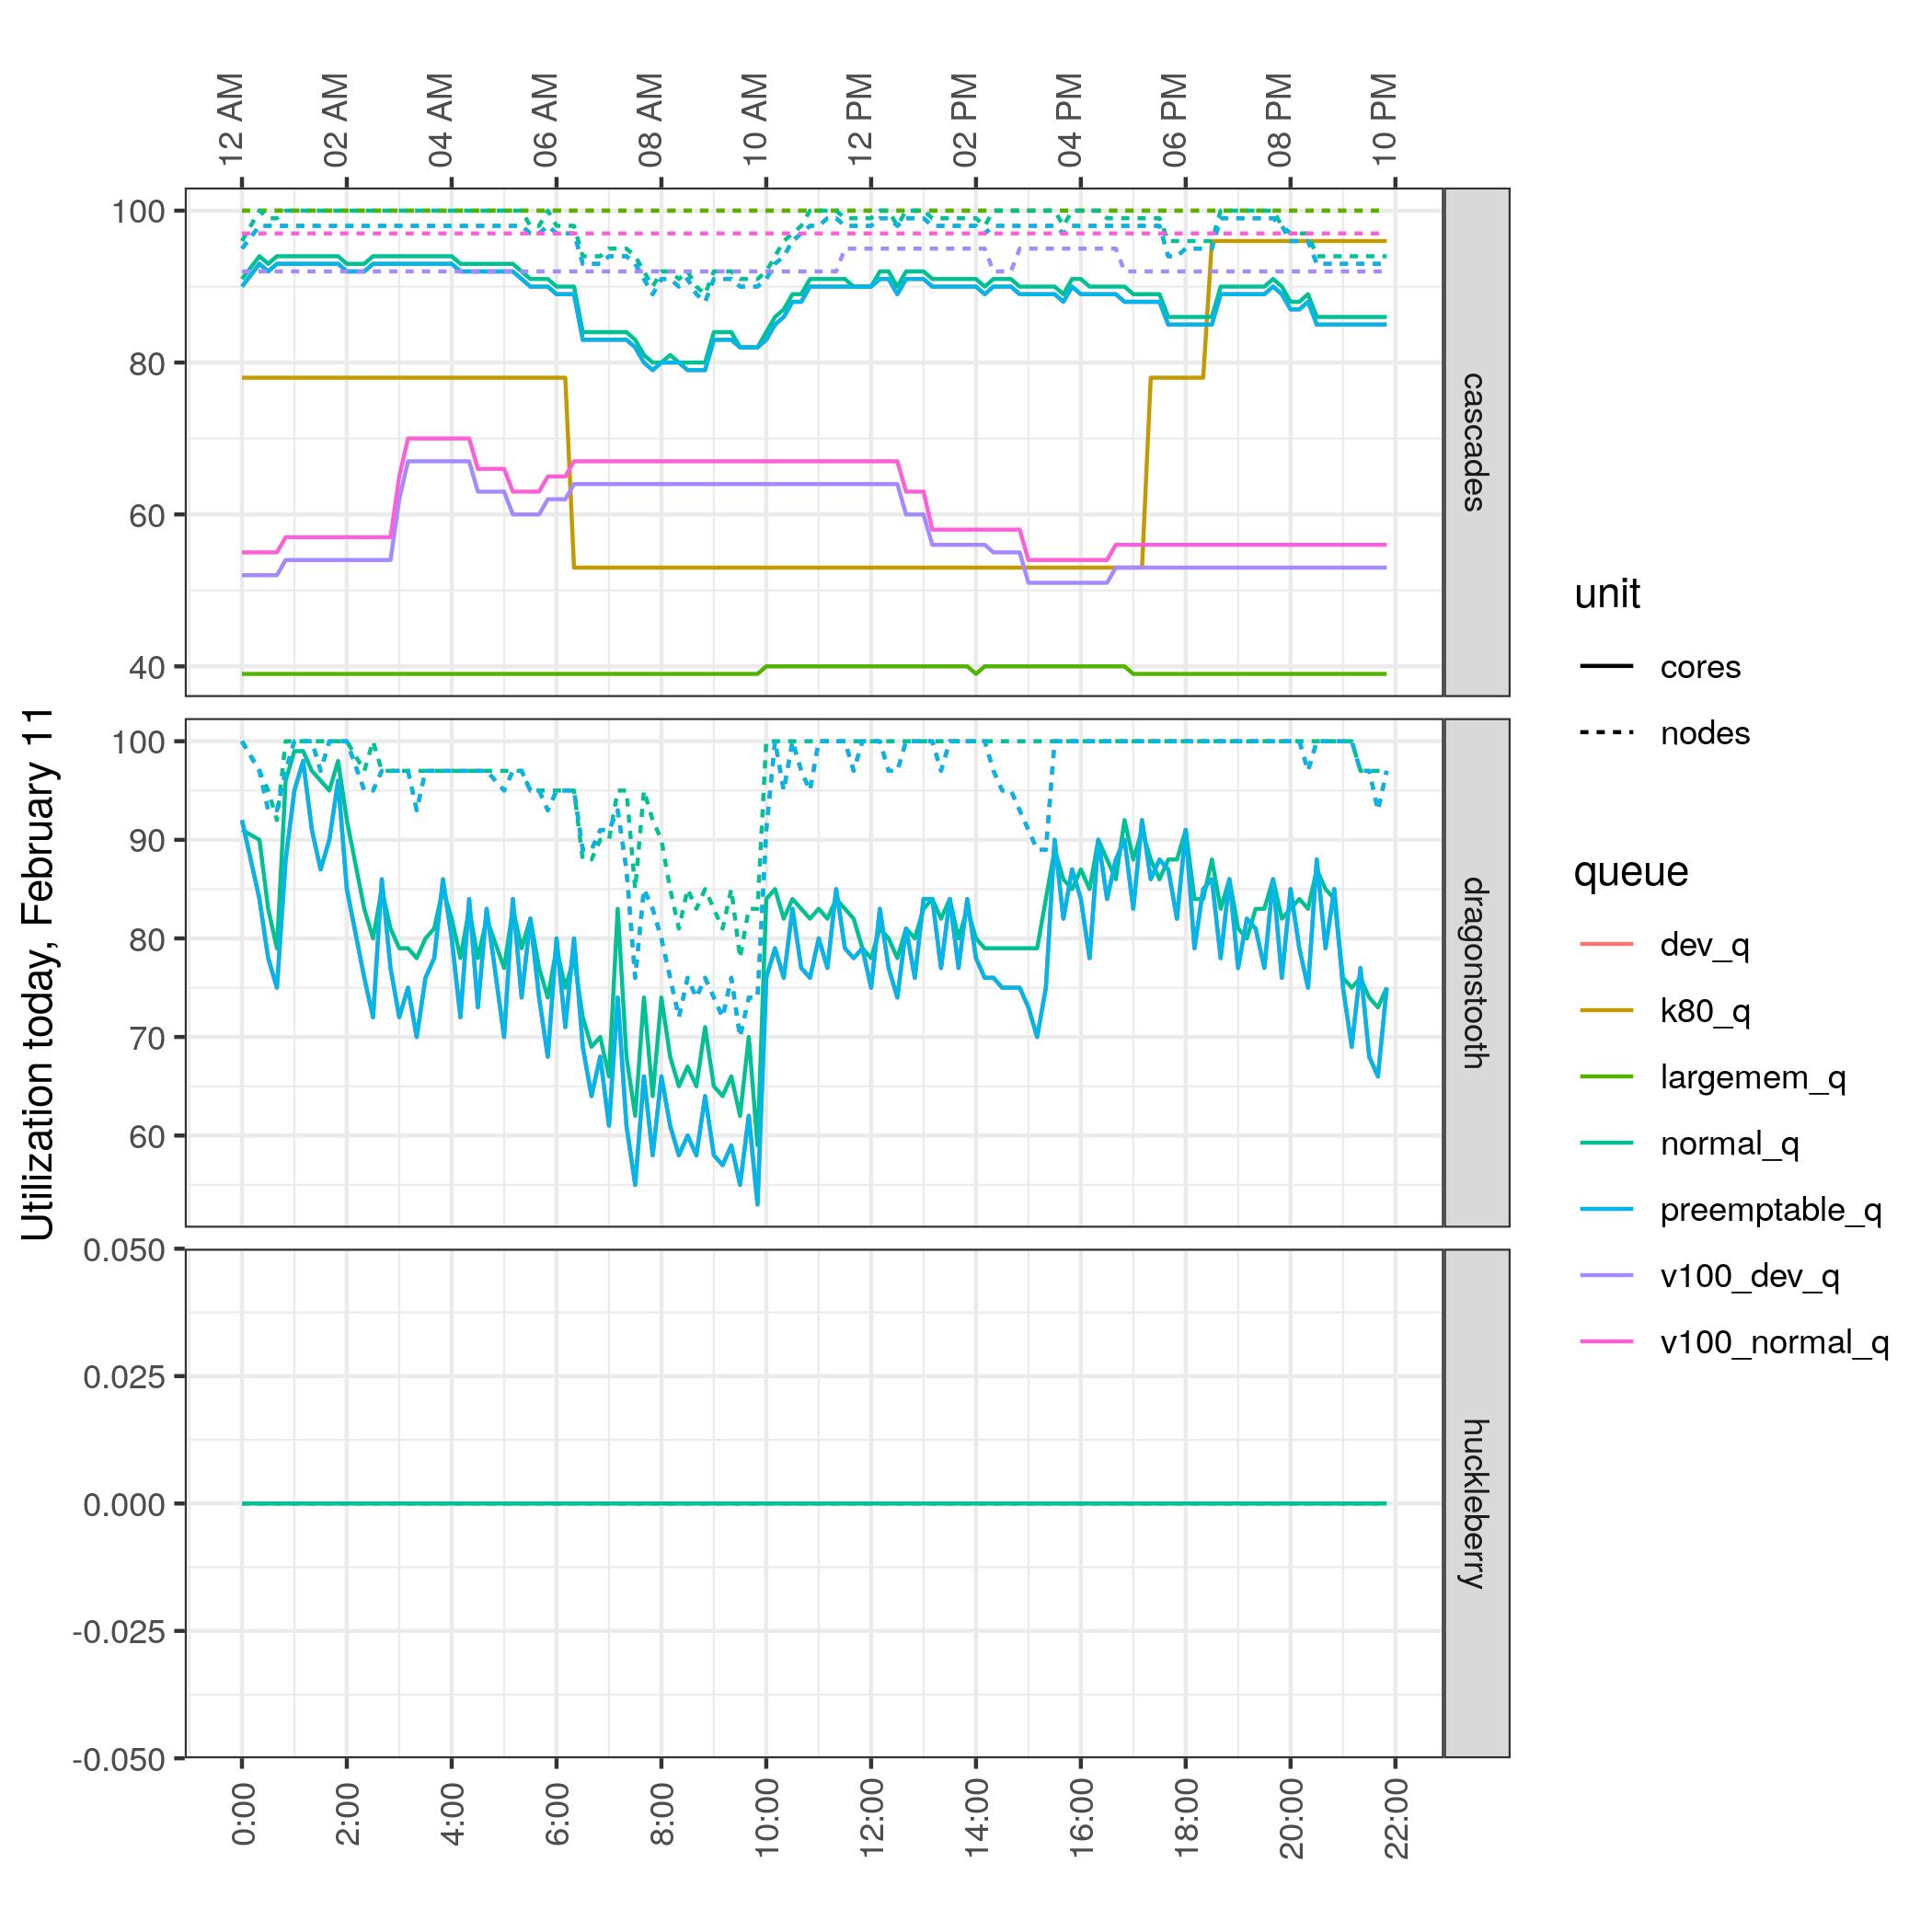 12 AM
02 AM
04 AM
06 AM
08 AM
10 AM
12 PM
02 PM
04 PM
06 PM
08 PM
10 PM
100
80
60
40
cascades
100
90
80
70
60
dragonstooth
0.050
0.025
0.000
-0.025
-0.050
huckleberry
0:00
2:00
4:00
6:00
8:00
10:00
12:00
14:00
16:00
18:00
20:00
22:00
Utilization today, February 11
unit
cores
nodes
queue
dev_q
k80_q
largemem_q
normal_q
preemptable_q
v100_dev_q
v100_normal_q